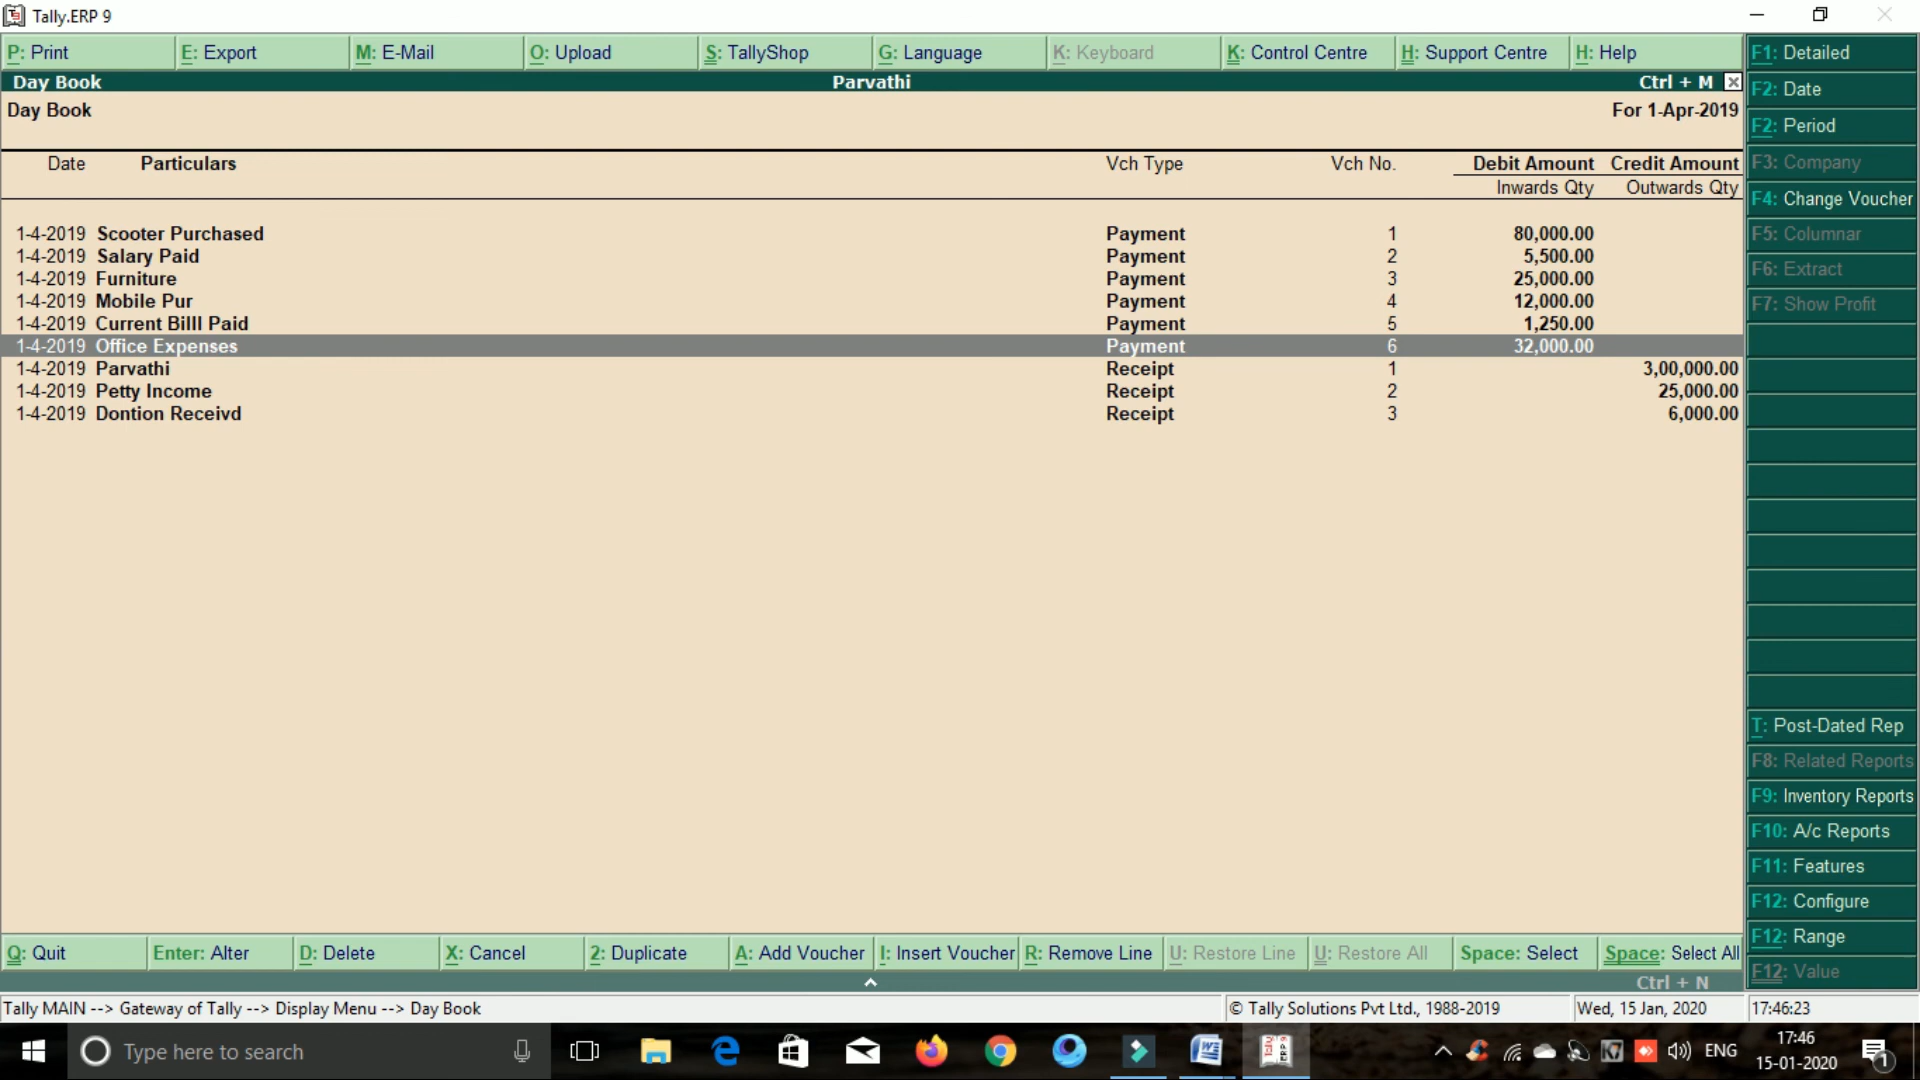 Tally.ERP 9
P: Print E: Export M: E-Mail O: Upload S: TallyShop G: Language K: Keyboard K: Control Centre H: Support Centre H: Help
Day Book Parvathi Ctrl + M
Day Book For 1-Apr-2019
Date Particulars Vch Type Vch No. Debit Amount Credit Amount
Inwards Qty Outwards Qty
1-4-2019 Scooter Purchased Payment 1 80,000.00
1-4-2019 Salary Paid Payment 2 5,500.00
1-4-2019 Furniture Payment 3 25,000.00
1-4-2019 Mobile Pur Payment 4 12,000.00
1-4-2019 Current Billl Paid Payment 5 1,250.00
1-4-2019 Office Expenses Payment 6 32,000.00
1-4-2019 Parvathi Receipt 1 3,00,000.00
1-4-2019 Petty Income Receipt 2 25,000.00
1-4-2019 Dontion Receivd Receipt 3 6,000.00
F1: Detailed
F2: Date
F2: Period
F3: Company
F4: Change Voucher
F5: Columnar
F6: Extract
F7: Show Profit
T: Post-Dated Rep
F8: Related Reports
F9: Inventory Reports
F10: A/c Reports
F11: Features
F12: Configure
F12: Range
F12: Value
Q: Quit Enter: Alter D: Delete X: Cancel 2: Duplicate A: Add Voucher I: Insert Voucher R: Remove Line U: Restore Line U: Restore All Space: Select Space: Select All
Ctrl + N
Tally MAIN --> Gateway of Tally --> Display Menu --> Day Book © Tally Solutions Pvt Ltd., 1988-2019 Wed, 15 Jan, 2020 17:46:23
Type here to search ENG 17:46
15-01-2020 1